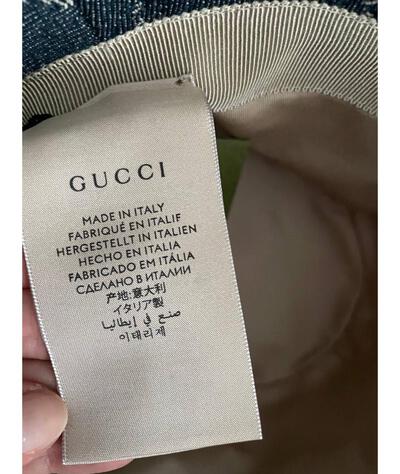 GUCCI
MADE IN ITALY
FABRIQUÉ EN ITALIE
HERGESTELLT IN ITALIEN
HECHO EN ITALIA
FABRICADO EM ITÁLIA
СДЕЛАНО В ИТАЛИИ
产地:意大利
イタリア製
صنع في إيطاليا
이태리제